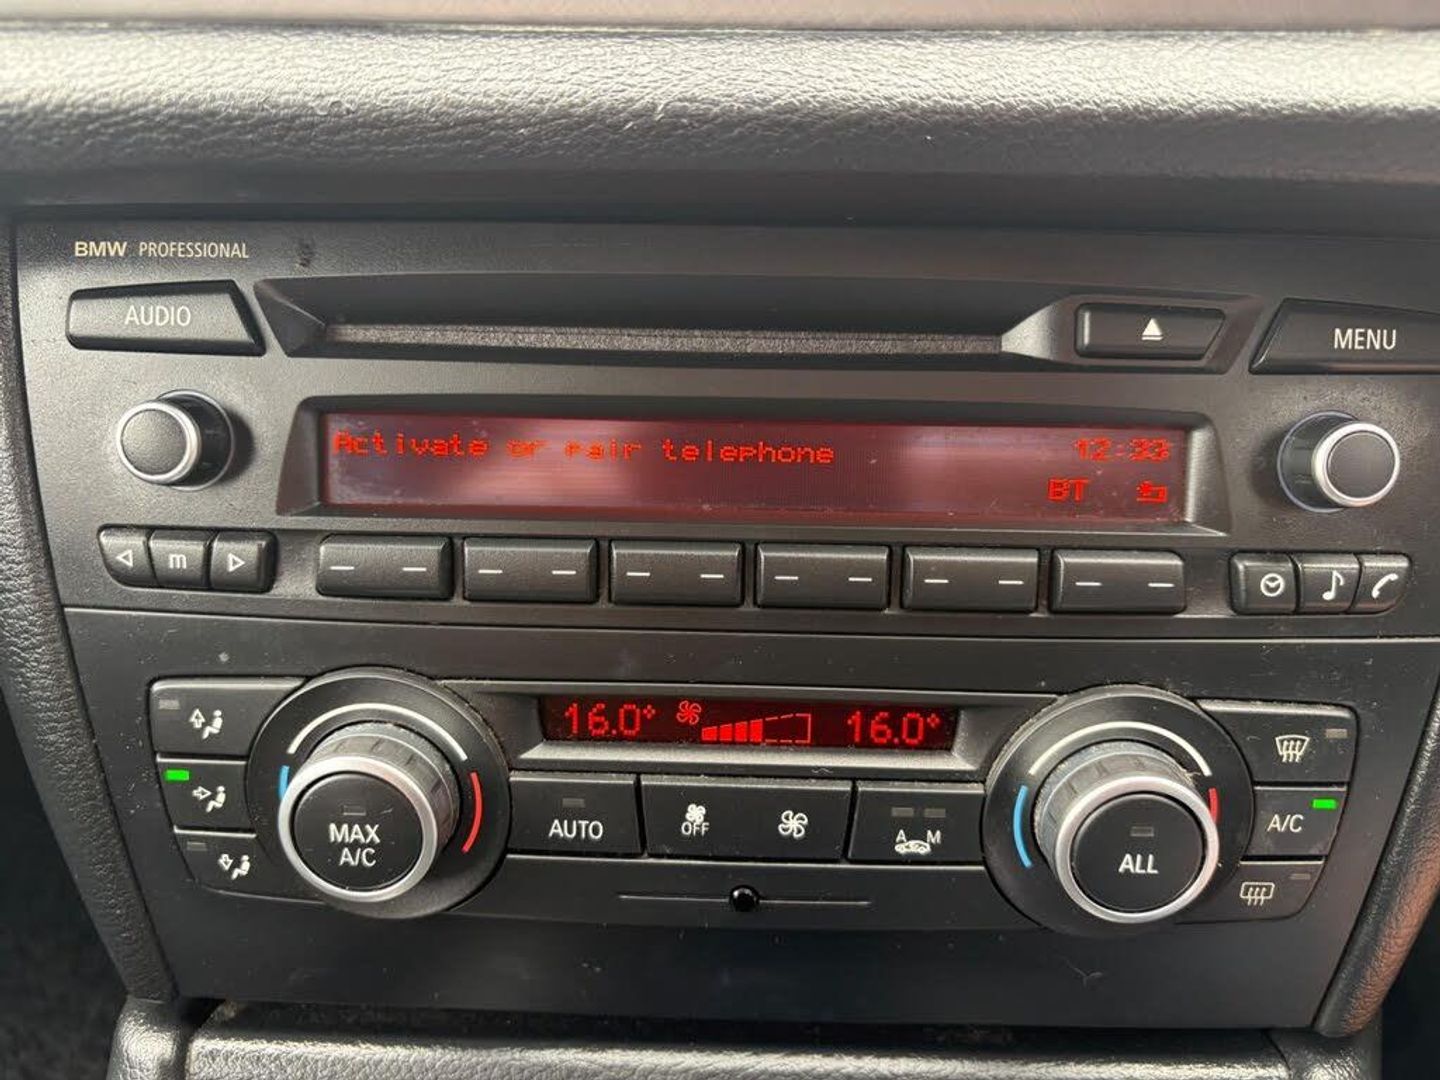 BMW PROFESSIONAL
AUDIO
MENU
Activate or pair telephone 12:33
BT
m
16.0° 16.0°
MAX
A/C
AUTO
OFF
A M
ALL
A/C